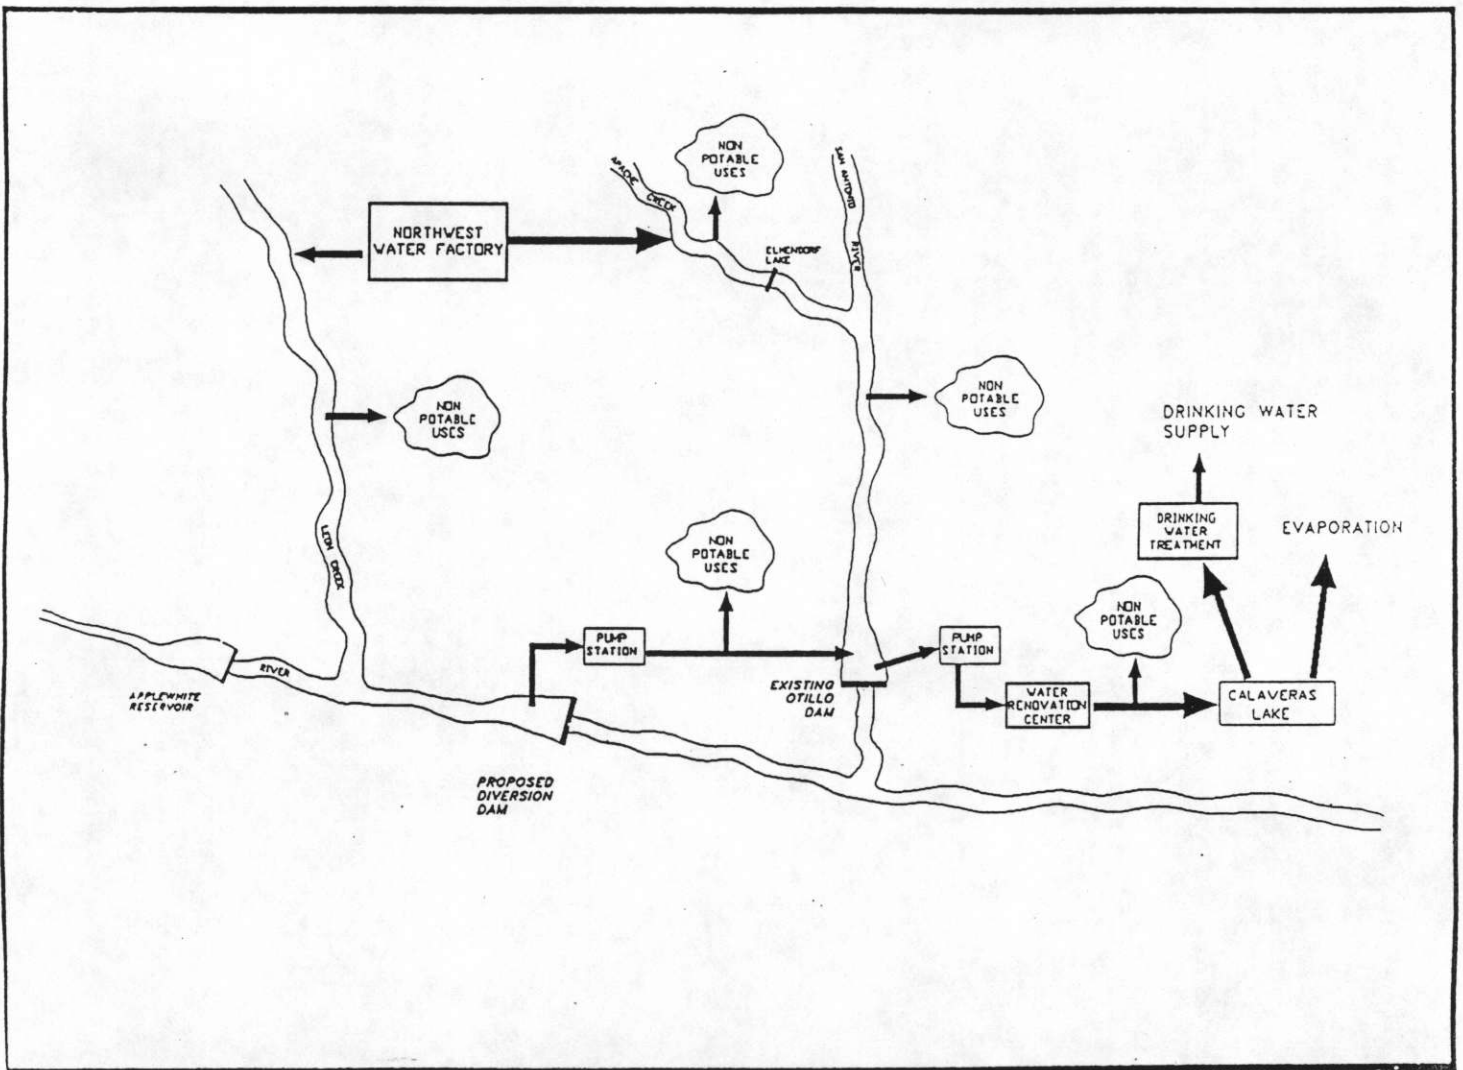 NON
POTABLE
USES
APACHE CREEK
SAN ANTONIO RIVER
NORTHWEST
WATER FACTORY
ELMENDORF
LAKE
NON
POTABLE
USES
NON
POTABLE
USES
DRINKING WATER
SUPPLY
DRINKING
WATER
TREATMENT
EVAPORATION
LEON CREEK
NON
POTABLE
USES
NON
POTABLE
USES
PUMP
STATION
PUMP
STATION
RIVER
APPLEWHITE
RESERVOIR
EXISTING
OTILLO
DAM
WATER
RENOVATION
CENTER
CALAVERAS
LAKE
PROPOSED
DIVERSION
DAM